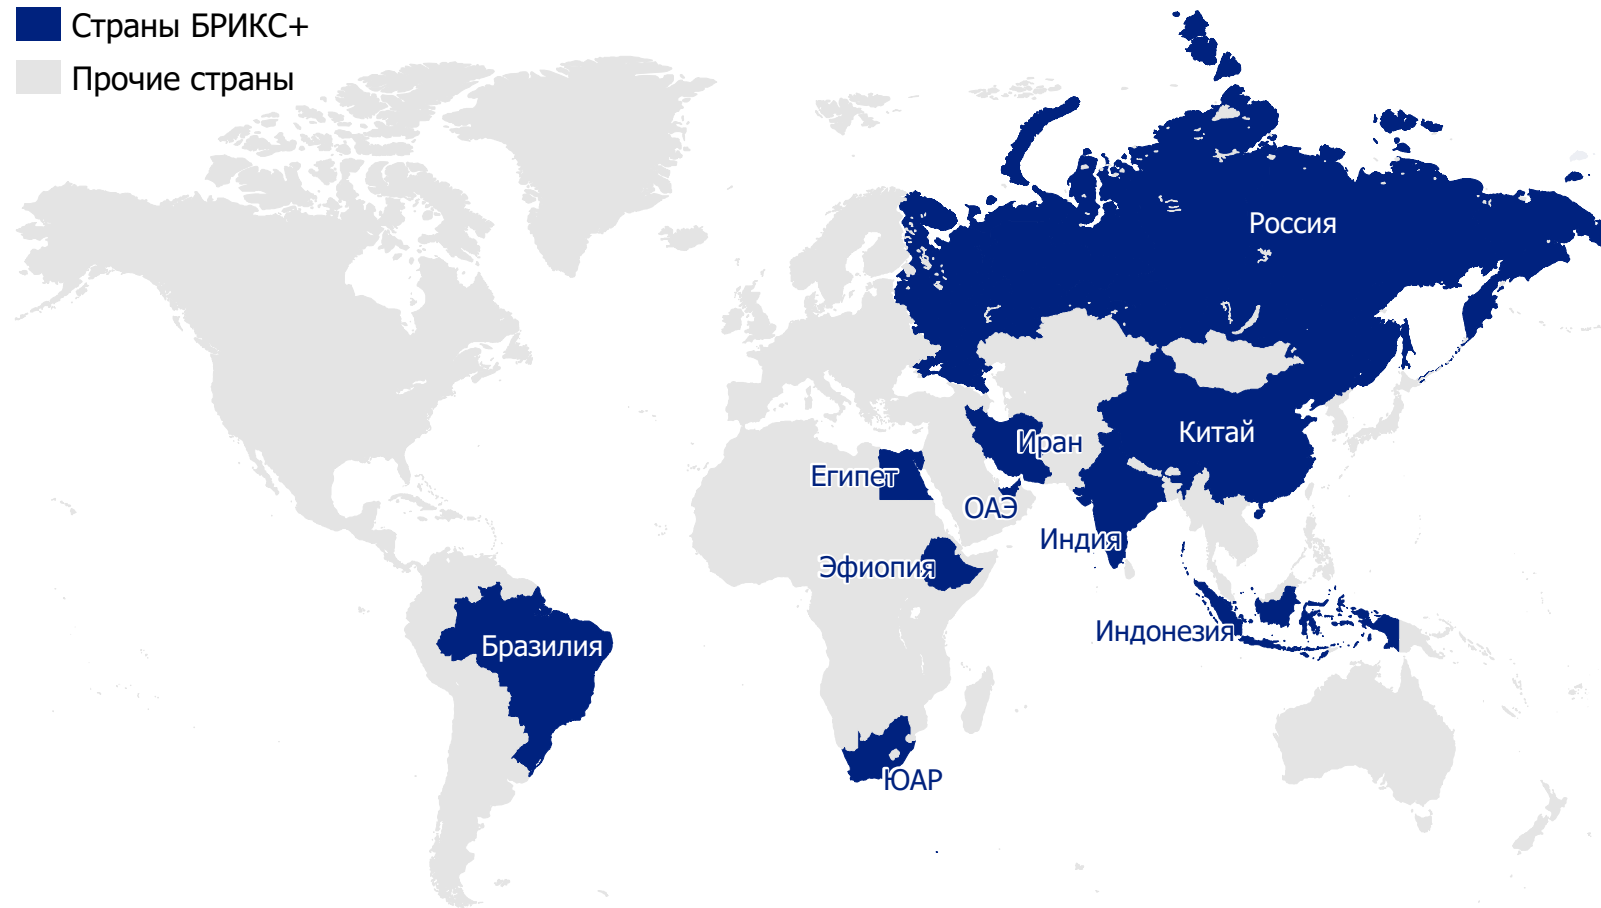 Страны БРИКС+
Прочие страны
Россия
Китай
Иран
Египет
ОАЭ
Индия
Эфиопия
Индонезия
Бразилия
ЮАР